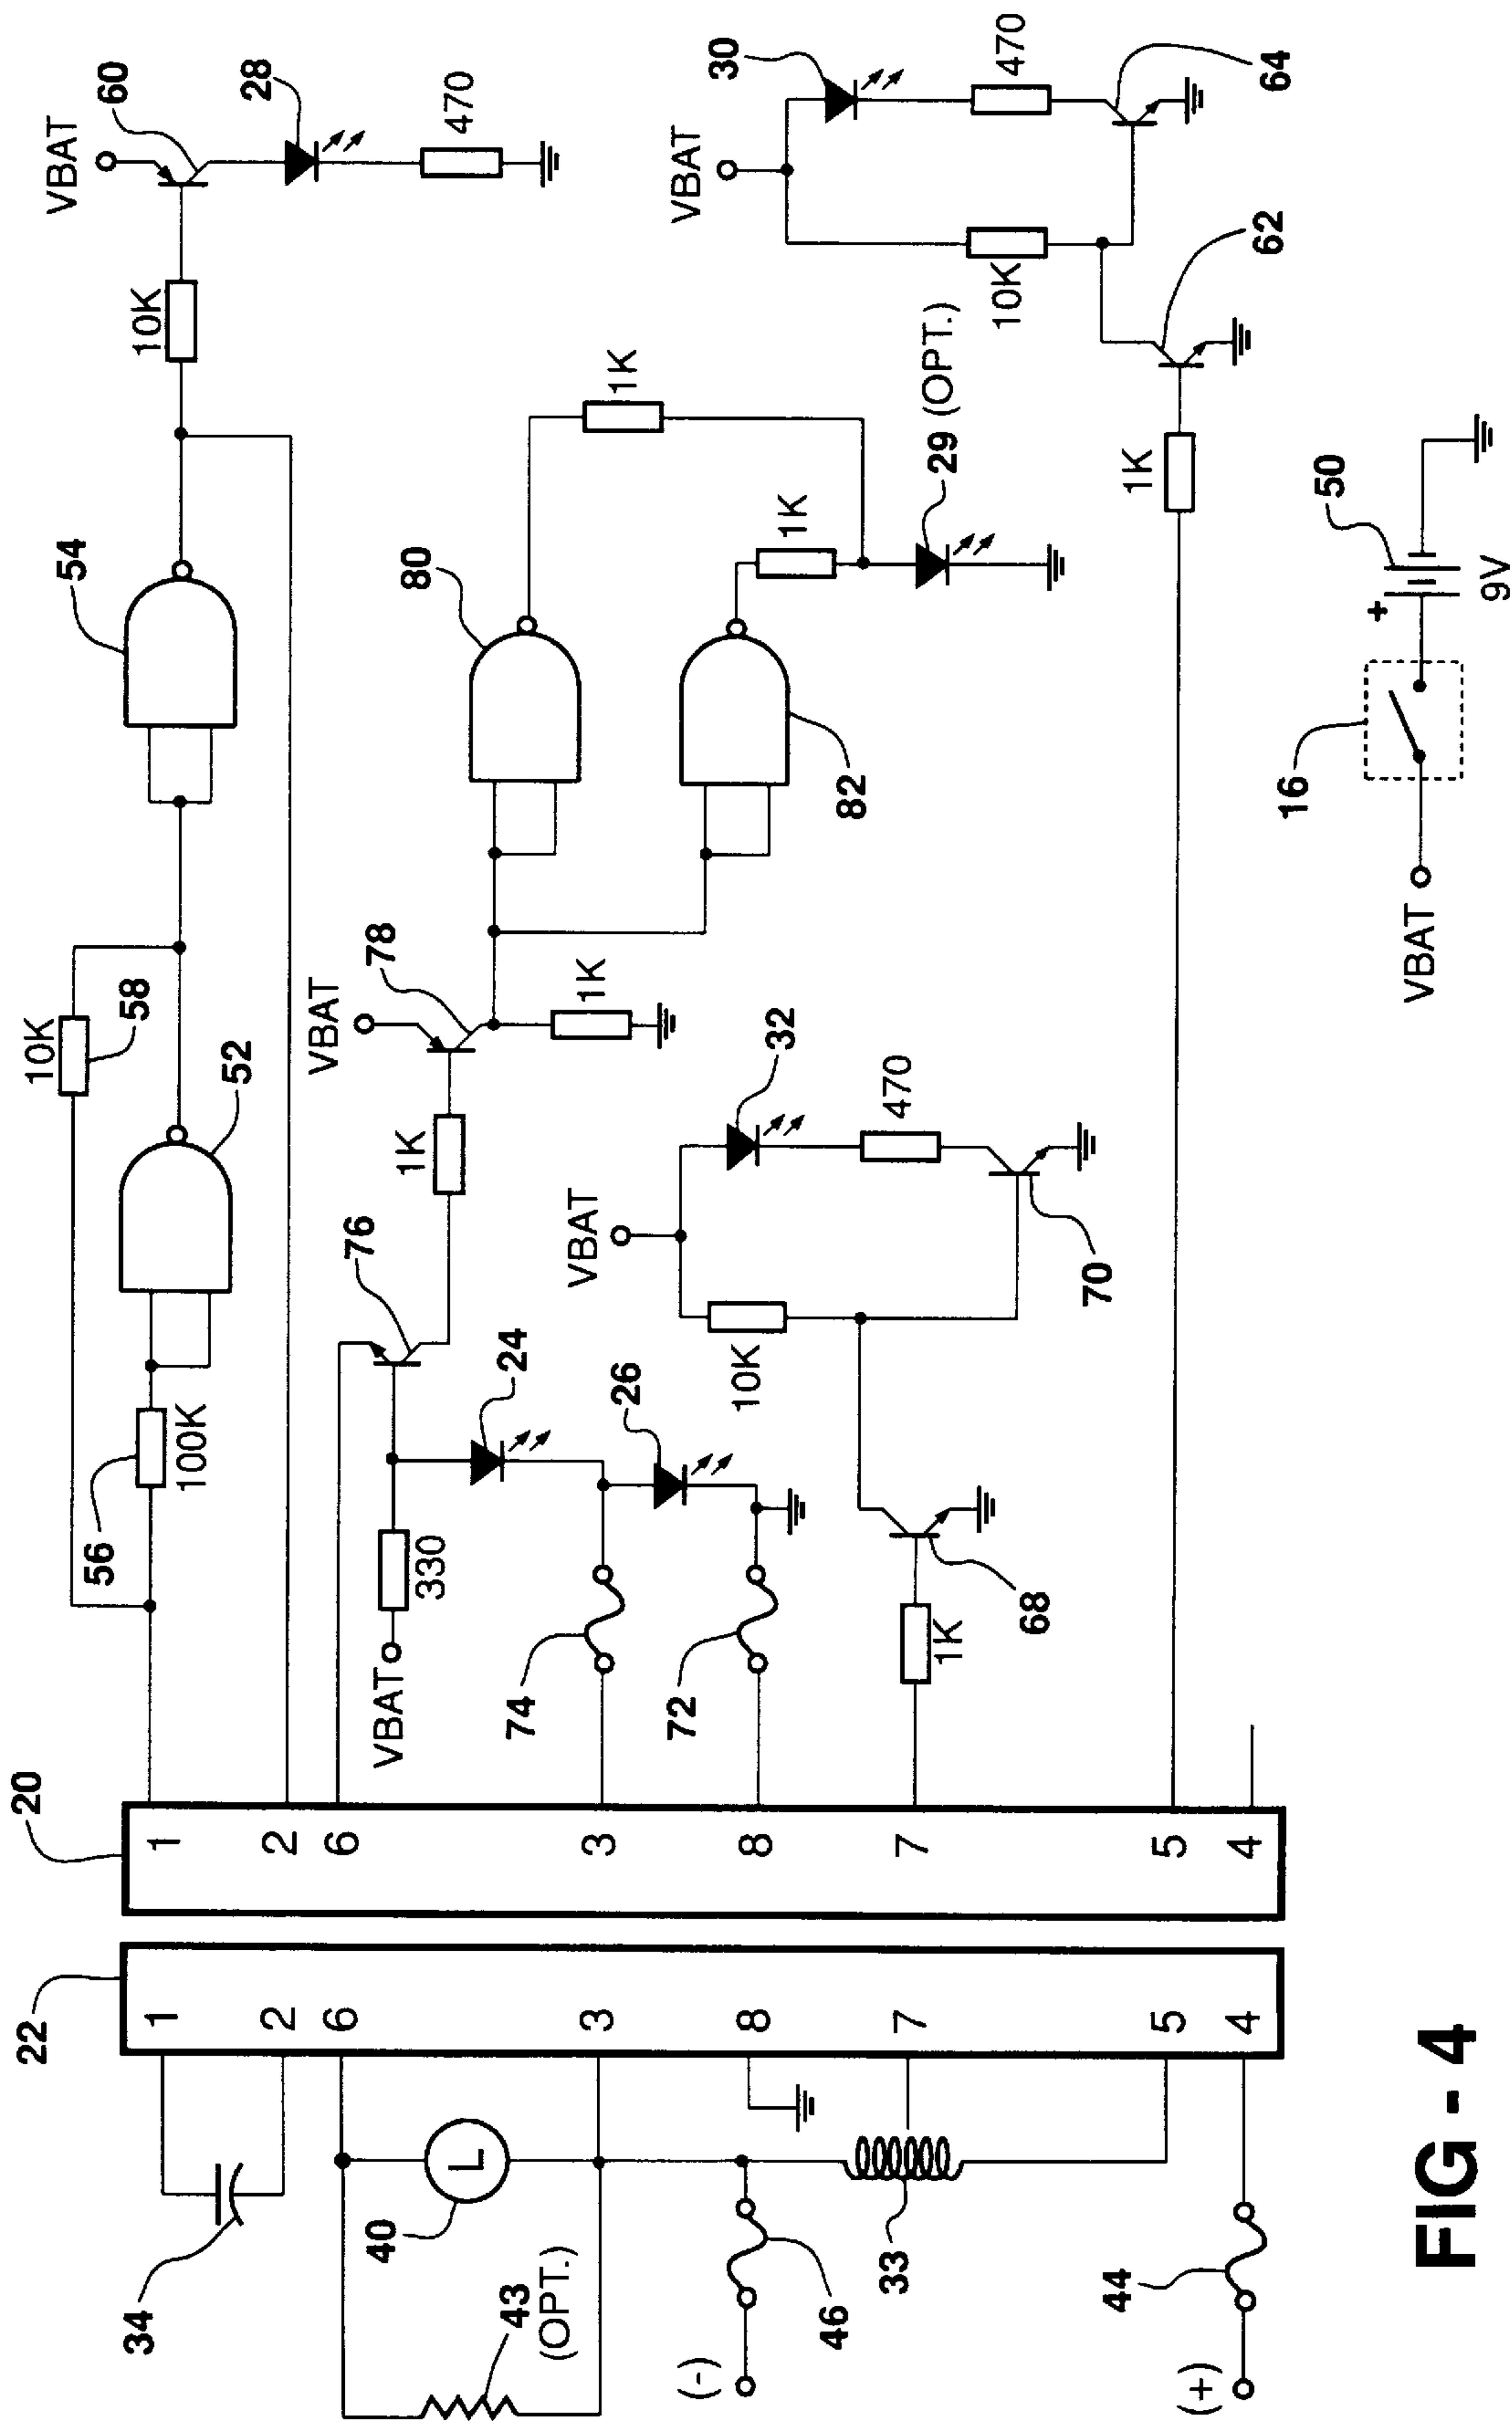 22
20
1
2
6
3
8
7
5
4
1
2
6
3
8
7
5
4
34
40
43
(OPT.)
(-)
46
33
44
(+)
56
100K
10K
58
52
54
10K
VBAT
60
28
470
VBAT
330
76
24
1K
VBAT
78
1K
80
82
1K
1K
29 (OPT.)
74
26
72
VBAT
10K
32
470
70
68
1K
VBAT
30
470
10K
64
62
1K
VBAT
16
+
50
9V
L
FIG - 4